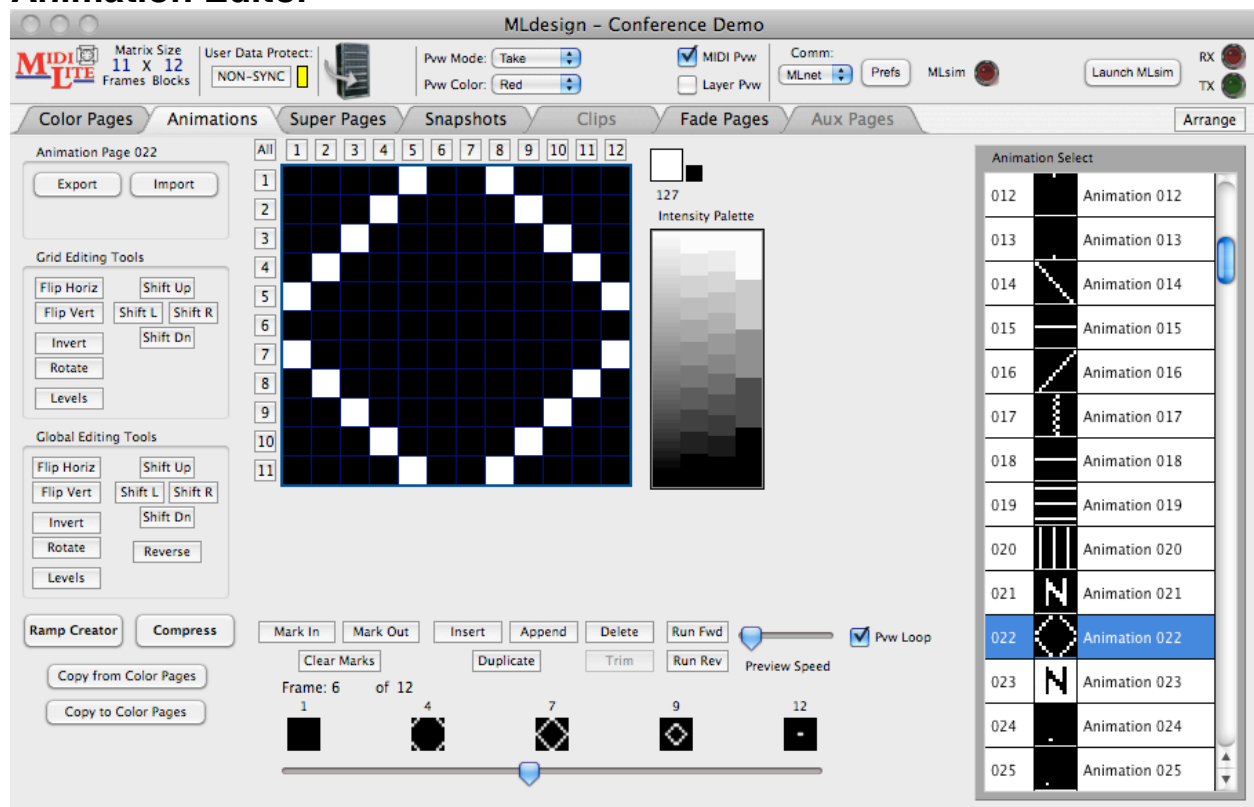 Animation Editor
MLdesign – Conference Demo
MIDI LITE
Matrix Size
11 X 12
Frames Blocks
User Data Protect:
NON-SYNC
Pvw Mode: Take
Pvw Color: Red
MIDI Pvw
Layer Pvw
Comm:
MLnet
Prefs
MLsim
Launch MLsim
RX
TX
Color Pages
Animations
Super Pages
Snapshots
Clips
Fade Pages
Aux Pages
Arrange
Animation Page 022
Export
Import
Grid Editing Tools
Flip Horiz
Shift Up
Flip Vert
Shift L
Shift R
Invert
Shift Dn
Rotate
Levels
Global Editing Tools
Flip Horiz
Shift Up
Flip Vert
Shift L
Shift R
Invert
Shift Dn
Rotate
Reverse
Levels
Ramp Creator
Compress
Copy from Color Pages
Copy to Color Pages
All 1 2 3 4 5 6 7 8 9 10 11 12
1
2
3
4
5
6
7
8
9
10
11
127
Intensity Palette
Mark In
Mark Out
Insert
Append
Delete
Run Fwd
Pvw Loop
Clear Marks
Duplicate
Trim
Run Rev
Preview Speed
Frame: 6 of 12
1 4 7 9 12
Animation Select
012 Animation 012
013 Animation 013
014 Animation 014
015 Animation 015
016 Animation 016
017 Animation 017
018 Animation 018
019 Animation 019
020 Animation 020
021 N Animation 021
022 Animation 022
023 N Animation 023
024 Animation 024
025 Animation 025